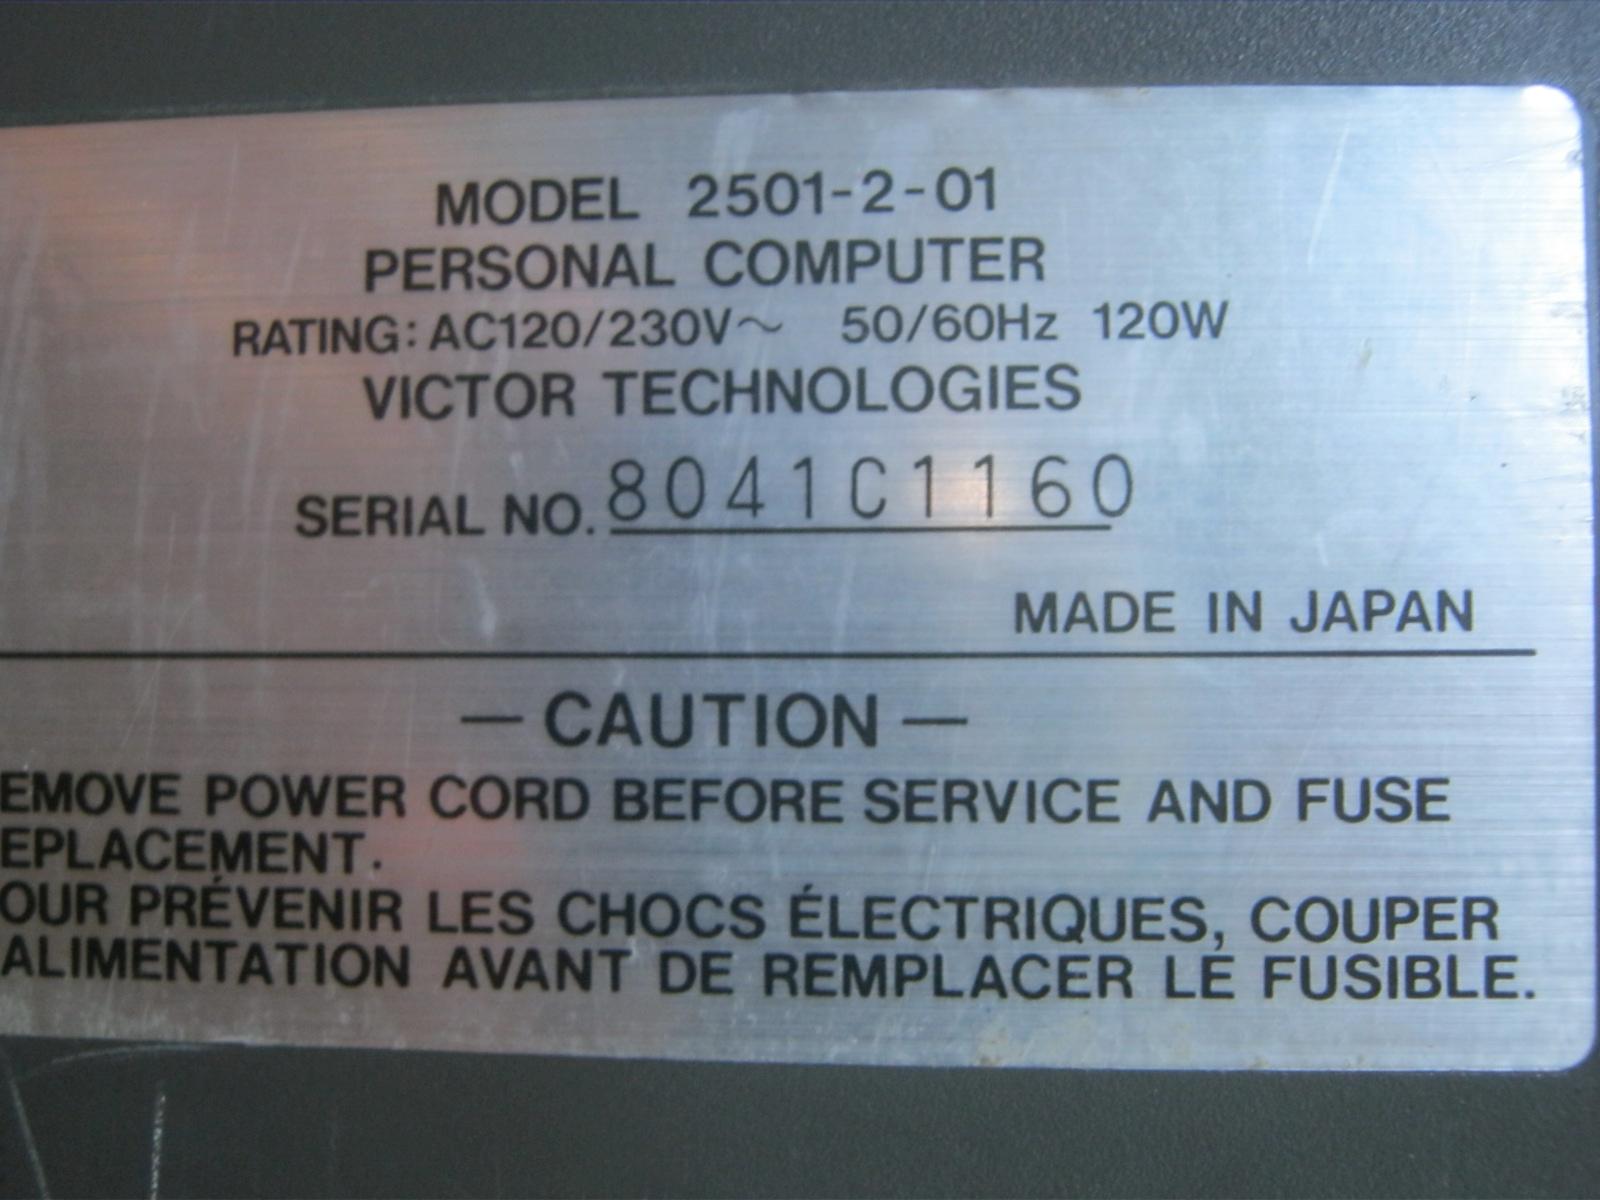 MODEL 2501-2-01
PERSONAL COMPUTER
RATING: AC120/230V~ 50/60Hz 120W
VICTOR TECHNOLOGIES
SERIAL NO. 8041C1160
MADE IN JAPAN
— CAUTION —
EMOVE POWER CORD BEFORE SERVICE AND FUSE
EPLACEMENT.
OUR PRÉVENIR LES CHOCS ÉLECTRIQUES, COUPER
ALIMENTATION AVANT DE REMPLACER LE FUSIBLE.